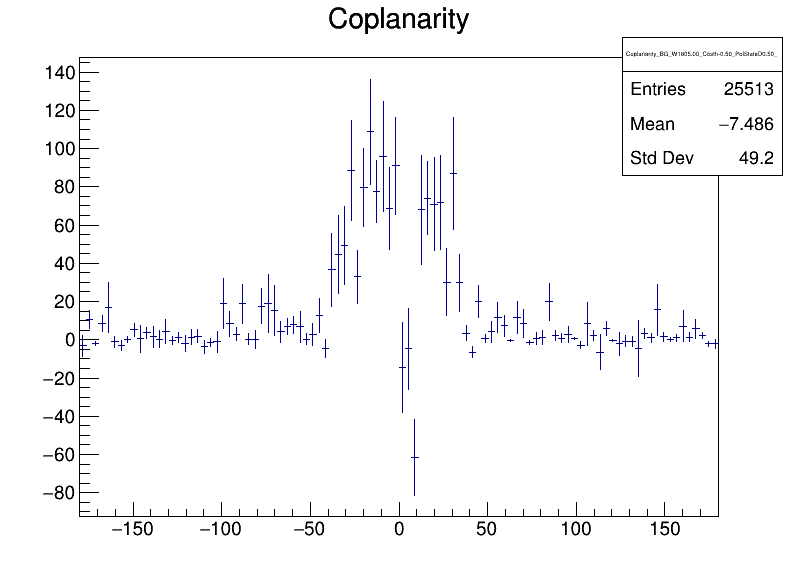 Coplanarity
Coplanarity_BG_W1805.00_Costh-0.50_PolStateD0.50_
Entries 25513
Mean −7.486
Std Dev 49.2
140
120
100
80
60
40
20
0
−20
−40
−60
−80
−150 −100 −50 0 50 100 150